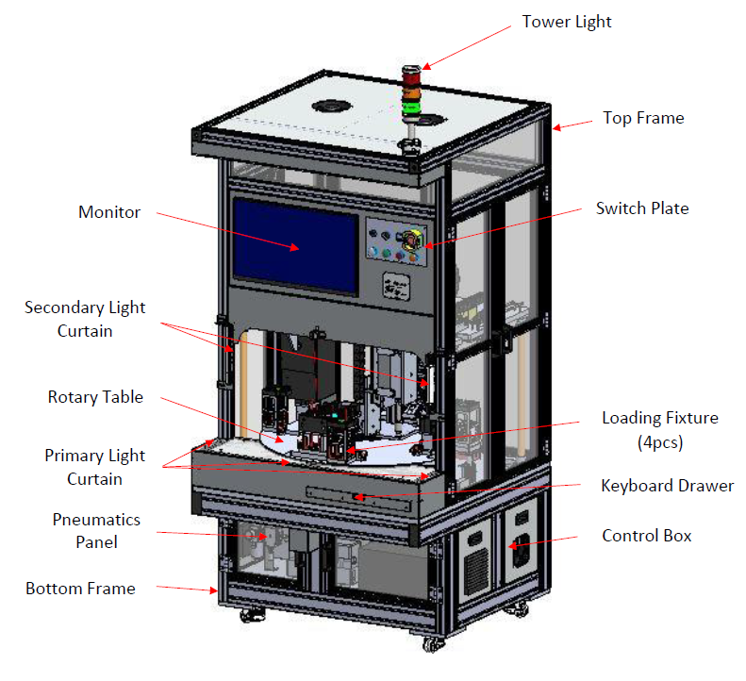 Tower Light
Top Frame
Monitor
Switch Plate
Secondary Light
Curtain
Rotary Table
Loading Fixture
(4pcs)
Primary Light
Curtain
Keyboard Drawer
Pneumatics
Panel
Control Box
Bottom Frame